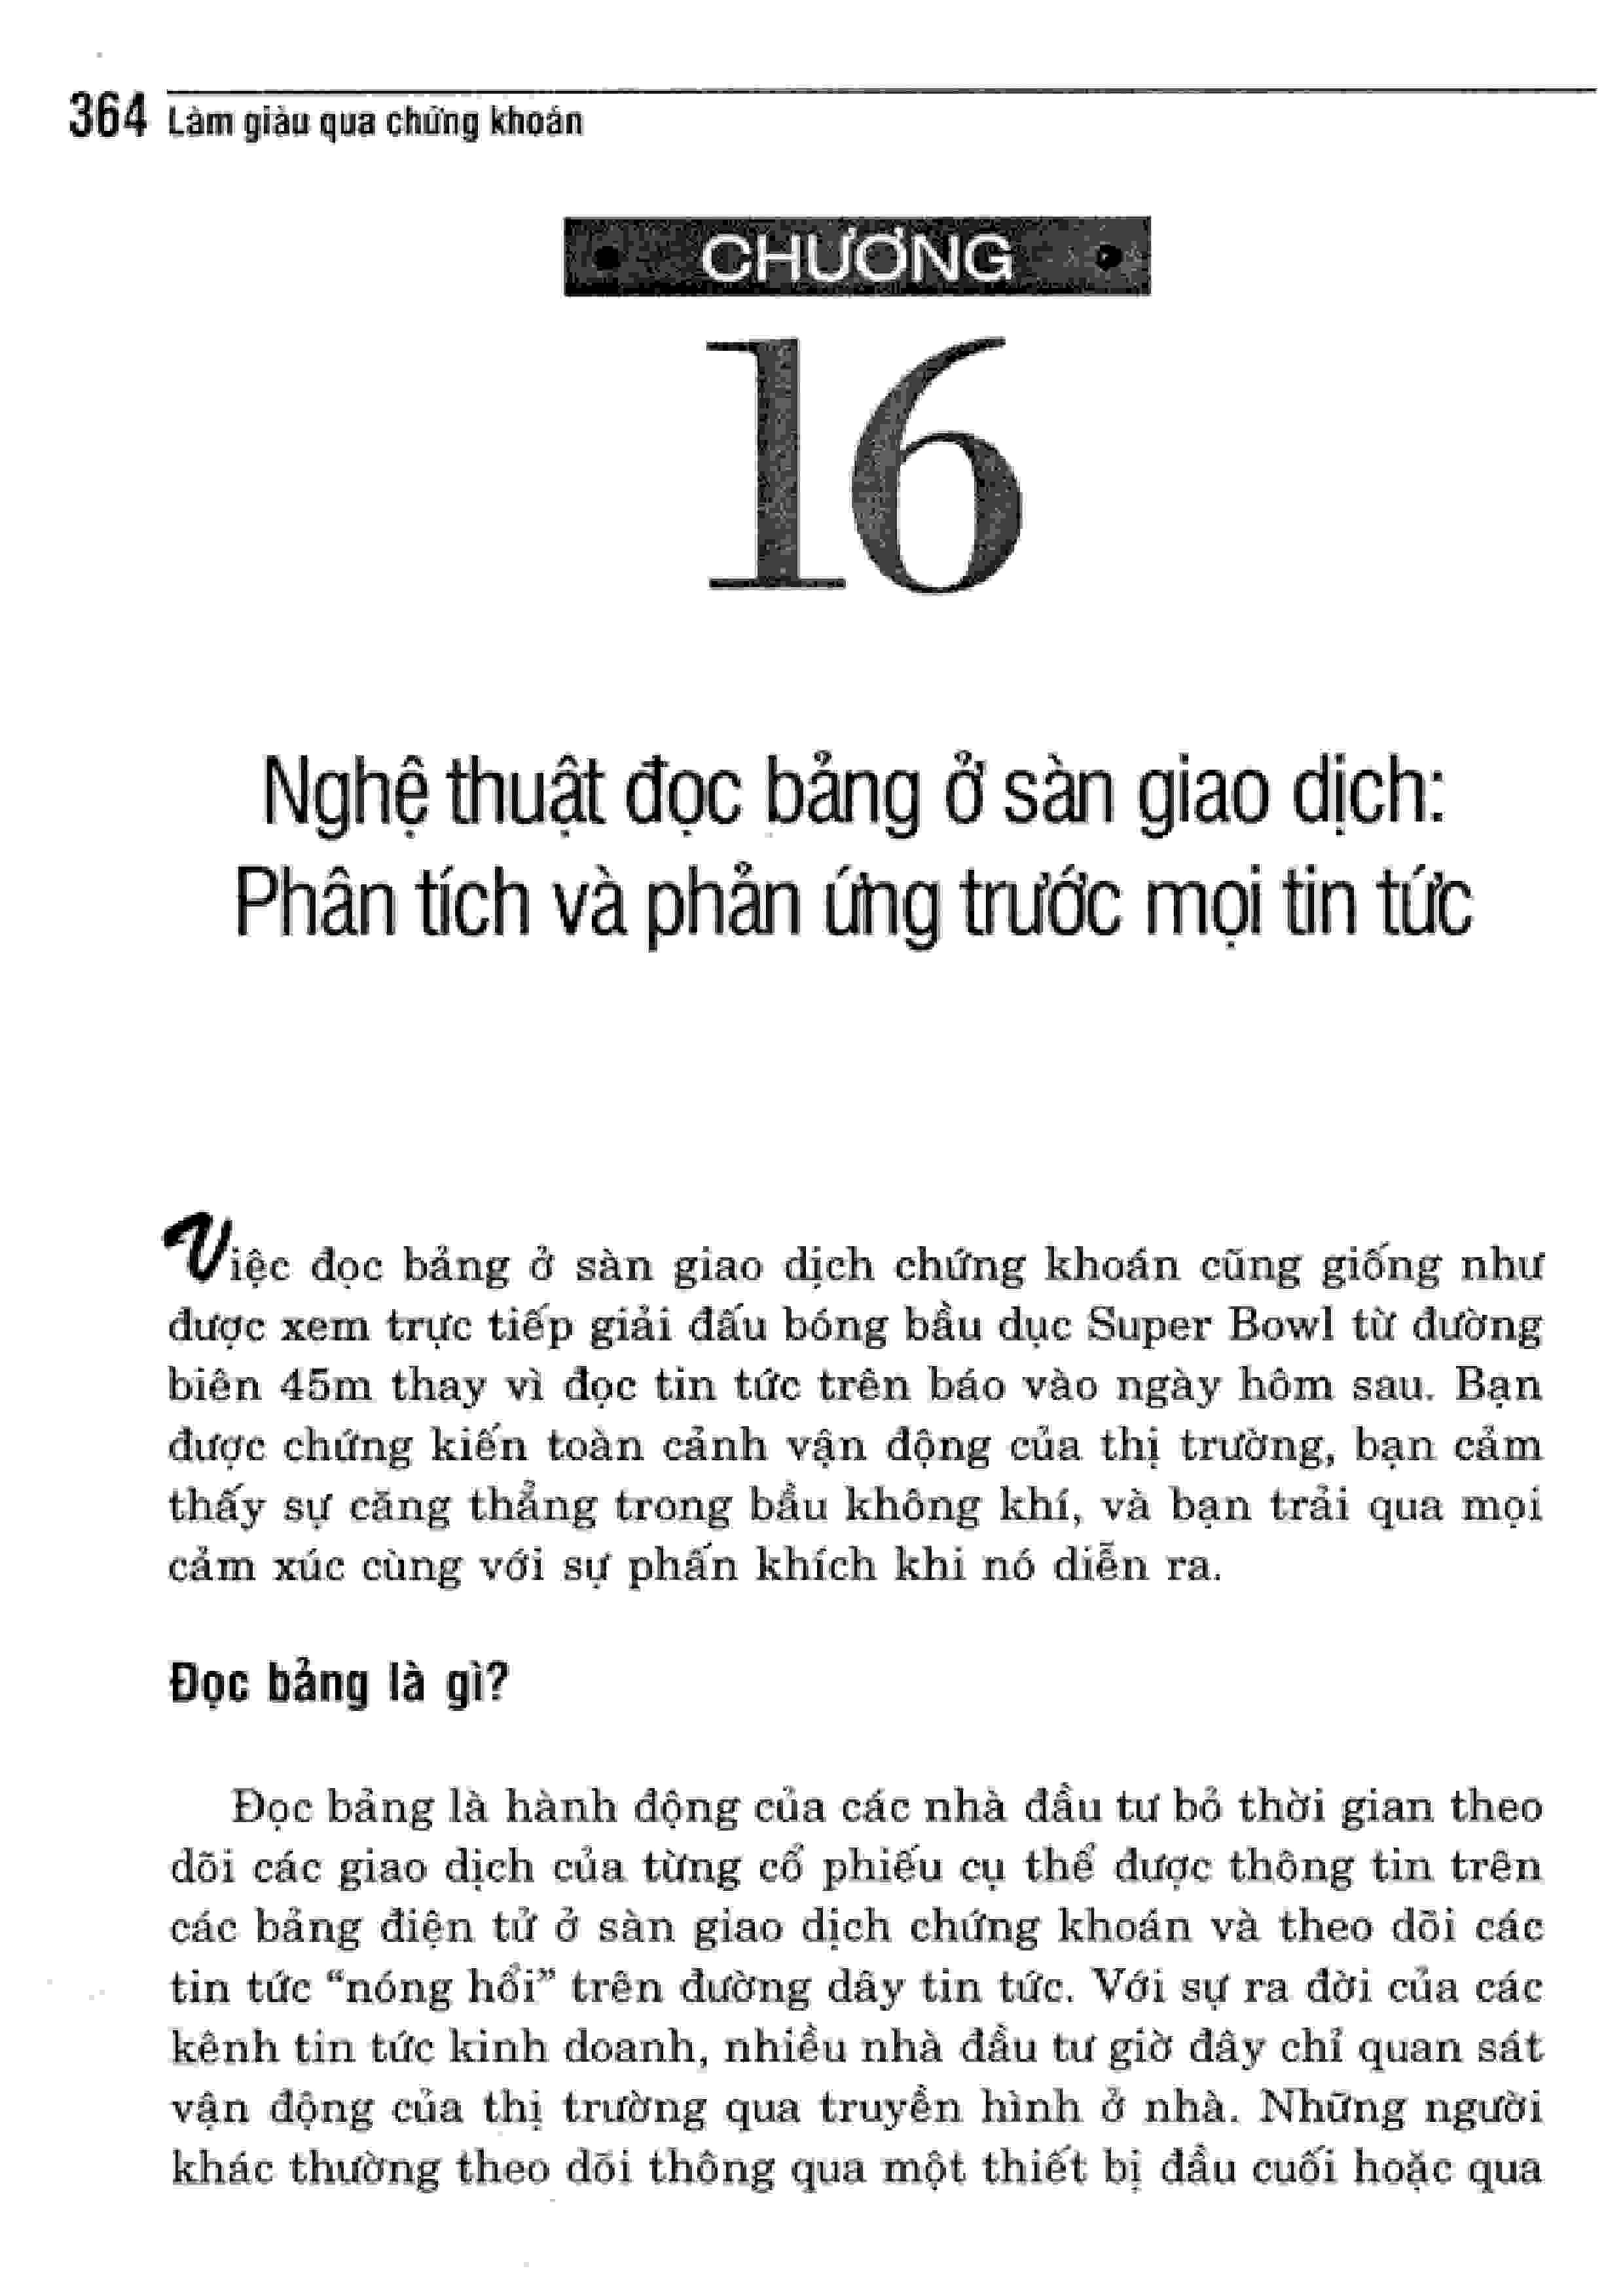 364 Làm giàu qua chứng khoán
CHƯƠNG
16
Nghệ thuật đọc bảng ở sàn giao dịch:
Phân tích và phản ứng trước mọi tin tức
Việc đọc bảng ở sàn giao dịch chứng khoán cũng giống như
được xem trực tiếp giải đấu bóng bầu dục Super Bowl từ đường
biên 45m thay vì đọc tin tức trên báo vào ngày hôm sau. Bạn
được chứng kiến toàn cảnh vận động của thị trường, bạn cảm
thấy sự căng thẳng trong bầu không khí, và bạn trải qua mọi
cảm xúc cùng với sự phấn khích khi nó diễn ra.
Đọc bảng là gì?
Đọc bảng là hành động của các nhà đầu tư bỏ thời gian theo
dõi các giao dịch của từng cổ phiếu cụ thể được thông tin trên
các bảng điện tử ở sàn giao dịch chứng khoán và theo dõi các
tin tức “nóng hổi” trên đường dây tin tức. Với sự ra đời của các
kênh tin tức kinh doanh, nhiều nhà đầu tư giờ đây chỉ quan sát
vận động của thị trường qua truyền hình ở nhà. Những người
khác thường theo dõi thông qua một thiết bị đầu cuối hoặc qua